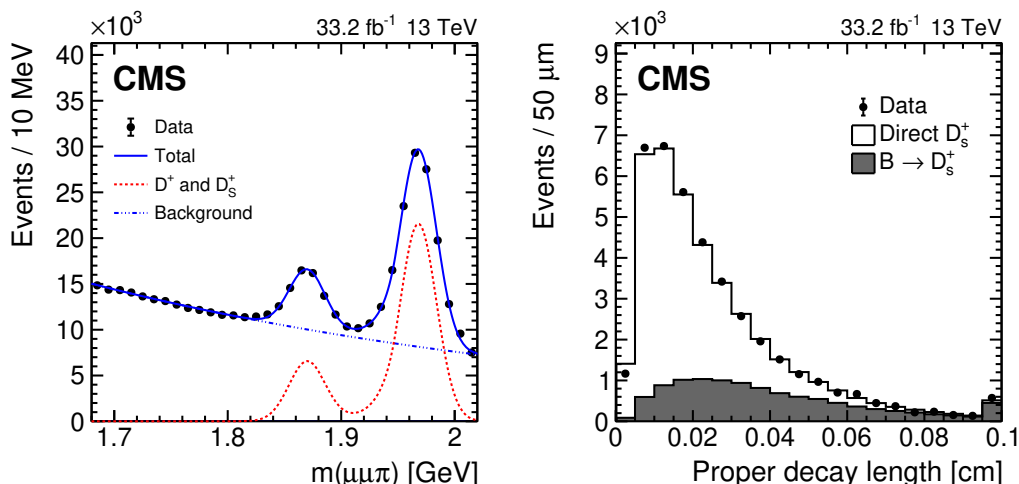 ×10³ 33.2 fb⁻¹ 13 TeV
CMS
Data
Total
D⁺ and D_S⁺
Background
Events / 10 MeV
40
35
30
25
20
15
10
5
0
1.7 1.8 1.9 2
m(μμπ) [GeV]
×10³ 33.2 fb⁻¹ 13 TeV
CMS
Data
Direct D_s⁺
B → D_s⁺
Events / 50 μm
9
8
7
6
5
4
3
2
1
0
0 0.02 0.04 0.06 0.08 0.1
Proper decay length [cm]